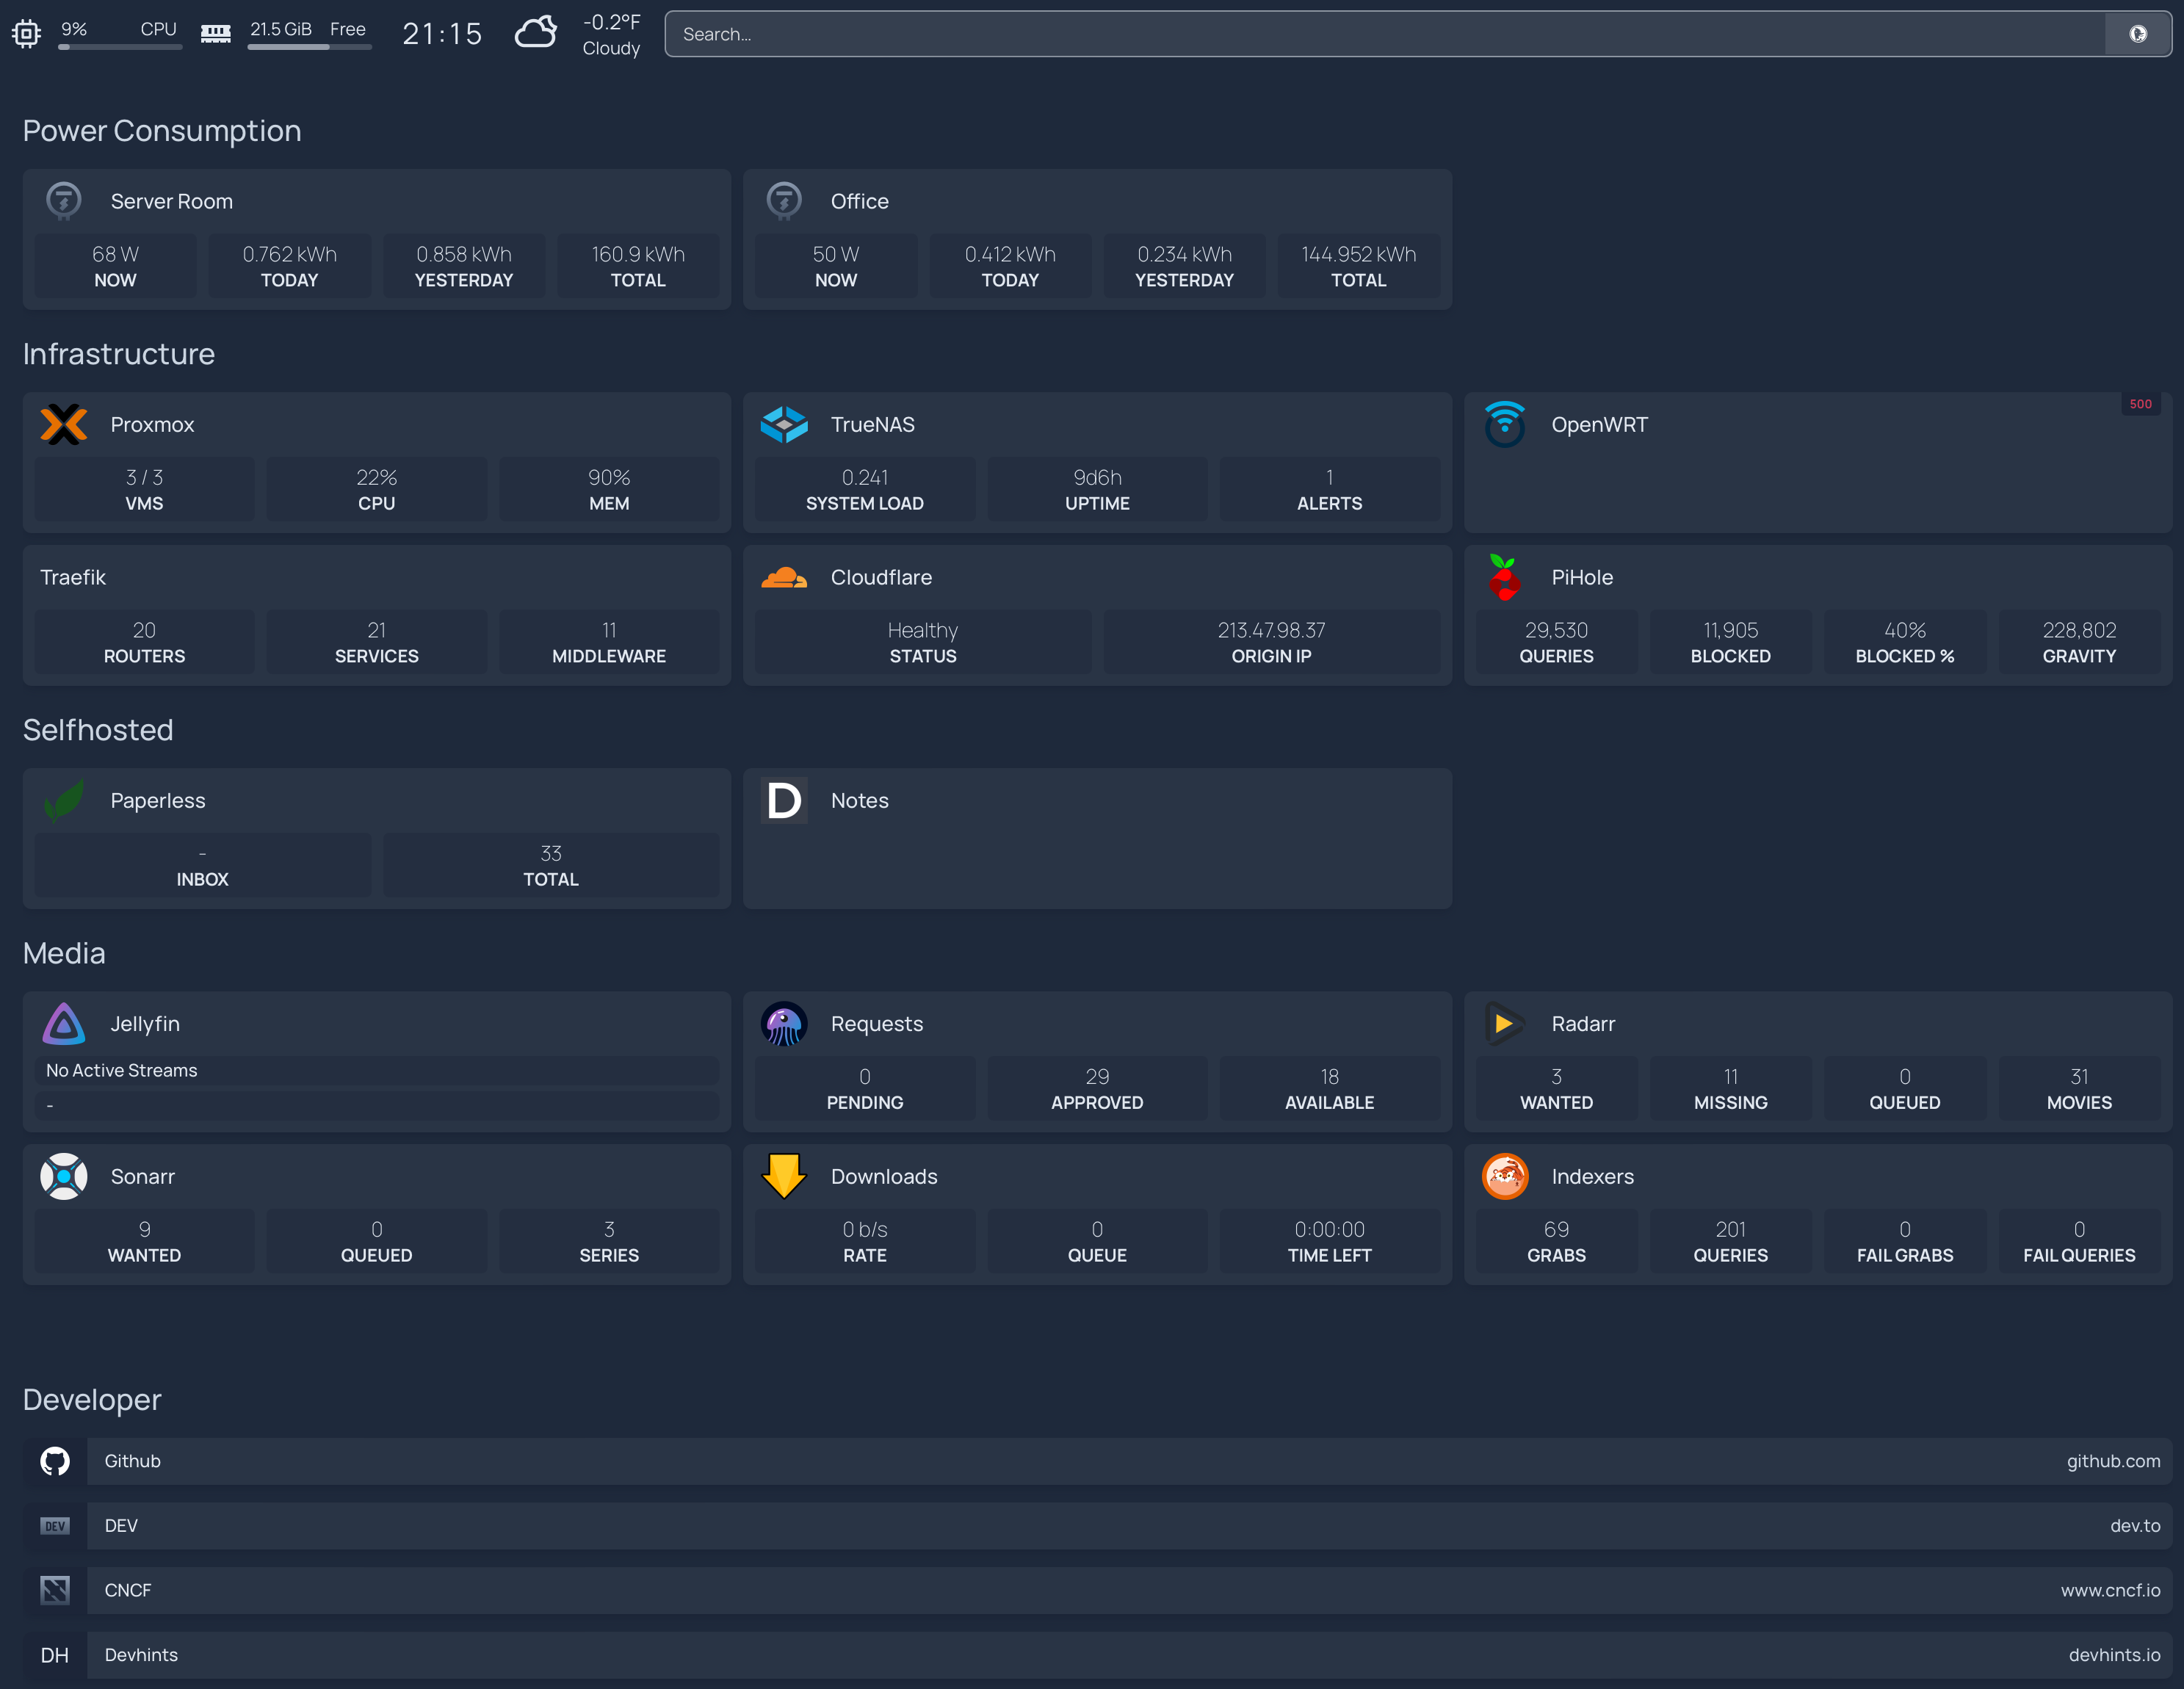 9% CPU 21.5 GiB Free 21:15 -0.2°F Search...
Cloudy
Power Consumption
Server Room
68 W 0.762 kWh 0.858 kWh 160.9 kWh
NOW TODAY YESTERDAY TOTAL
Office
50 W 0.412 kWh 0.234 kWh 144.952 kWh
NOW TODAY YESTERDAY TOTAL
Infrastructure
Proxmox
3 / 3 22% 90%
VMS CPU MEM
TrueNAS
0.241 9d6h 1
SYSTEM LOAD UPTIME ALERTS
OpenWRT 500
Traefik
20 21 11
ROUTERS SERVICES MIDDLEWARE
Cloudflare
Healthy 213.47.98.37
STATUS ORIGIN IP
PiHole
29,530 11,905 40% 228,802
QUERIES BLOCKED BLOCKED % GRAVITY
Selfhosted
Paperless
- 33
INBOX TOTAL
D Notes
Media
Jellyfin
No Active Streams
-
Requests
0 29 18
PENDING APPROVED AVAILABLE
Radarr
3 11 0 31
WANTED MISSING QUEUED MOVIES
Sonarr
9 0 3
WANTED QUEUED SERIES
Downloads
0 b/s 0 0:00:00
RATE QUEUE TIME LEFT
Indexers
69 201 0 0
GRABS QUERIES FAIL GRABS FAIL QUERIES
Developer
Github github.com
DEV DEV dev.to
CNCF www.cncf.io
DH Devhints devhints.io